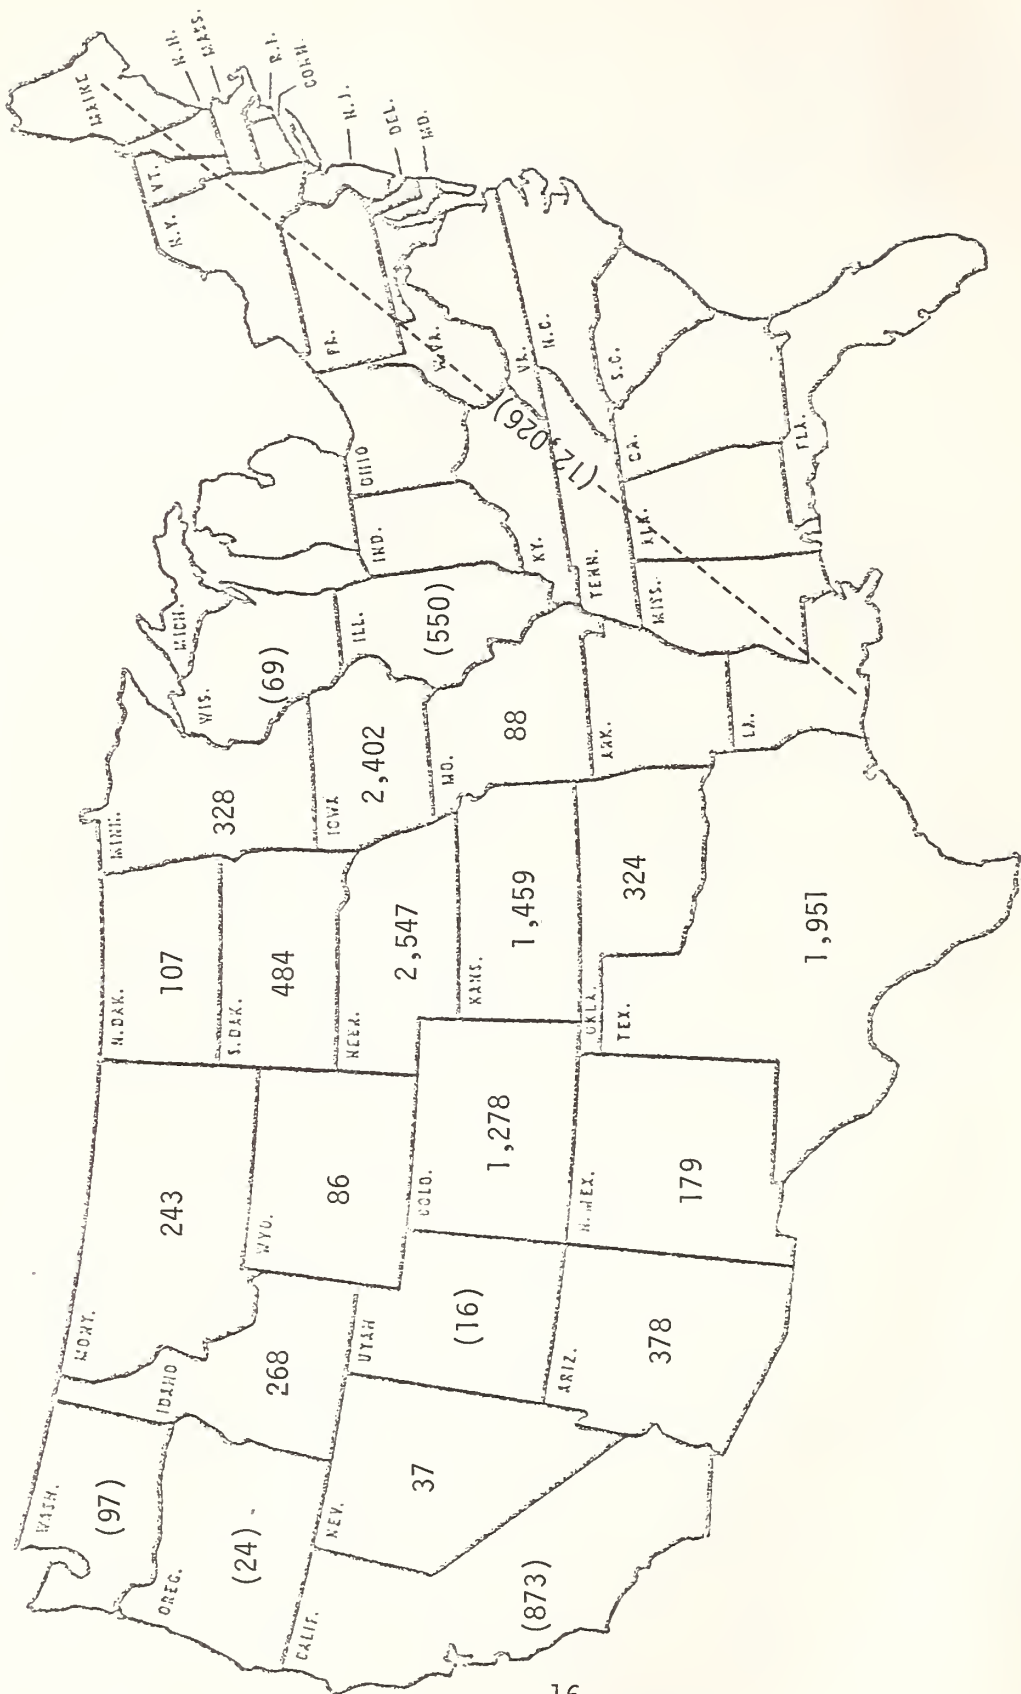 WASH.
(97)
OREG.
(24)
CALIF.
(873)
NEV.
37
IDAHO
268
MONT.
243
WYO.
86
UTAH
(16)
COLO.
1,278
ARIZ.
378
N. MEX.
179
N. DAK.
107
S. DAK.
484
NEBR.
2,547
KANS.
1,459
OKLA.
324
TEX.
1,951
MINN.
328
IOWA
2,402
MO.
88
ARK.
LA.
WIS.
(69)
MICH.
ILL.
(550)
IND.
OHIO
KY.
TENN.
MISS.
ALA.
GA.
FLA.
S.C.
N.C.
VA.
W.VA.
(12,026)
PA.
N.Y.
VT.
MAINE
N.H.
MASS.
R.I.
CONN.
N.J.
DEL.
MD.
16